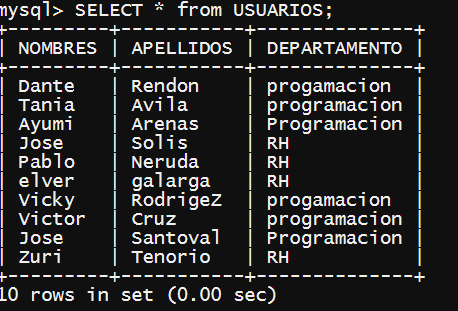 mysql> SELECT * from USUARIOS;
+---------+-----------+--------------+
| NOMBRES | APELLIDOS | DEPARTAMENTO |
+---------+-----------+--------------+
| Dante | Rendon | progamacion |
| Tania | Avila | programacion |
| Ayumi | Arenas | Programacion |
| Jose | Solis | RH |
| Pablo | Neruda | RH |
| elver | galarga | RH |
| Vicky | RodrigeZ | progamacion |
| Victor | Cruz | programacion |
| Jose | Santoval | Programacion |
| Zuri | Tenorio | RH |
+---------+-----------+--------------+
10 rows in set (0.00 sec)